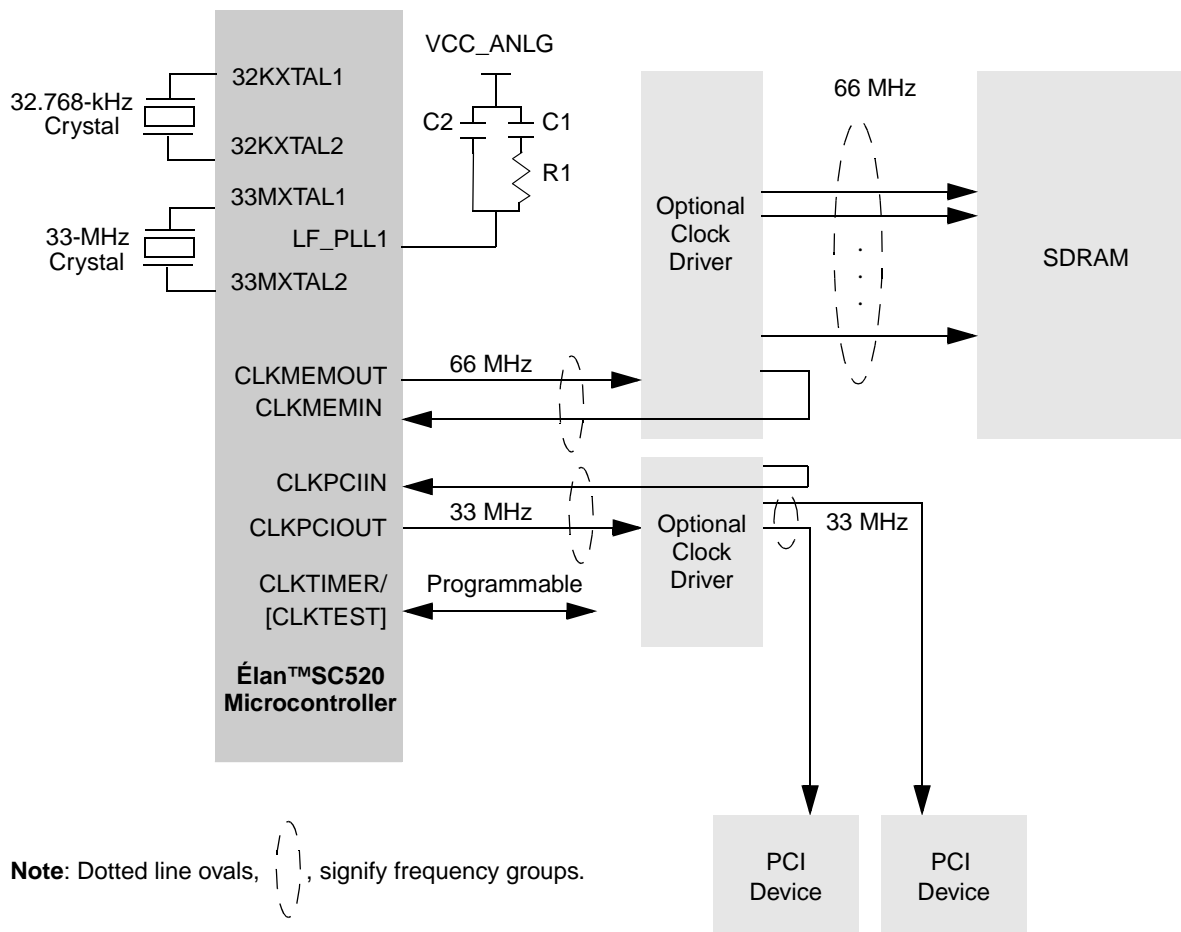 VCC_ANLG
32KXTAL1
32.768-kHz
Crystal
C2
C1
66 MHz
32KXTAL2
R1
33MXTAL1
LF_PLL1
33-MHz
Crystal
33MXTAL2
Optional
Clock
Driver
SDRAM
CLKMEMOUT
66 MHz
CLKMEMIN
CLKPCIIN
CLKPCIOUT
33 MHz
Optional
Clock
Driver
33 MHz
CLKTIMER/
[CLKTEST]
Programmable
Élan™SC520
Microcontroller
PCI
Device
PCI
Device
Note: Dotted line ovals, , signify frequency groups.